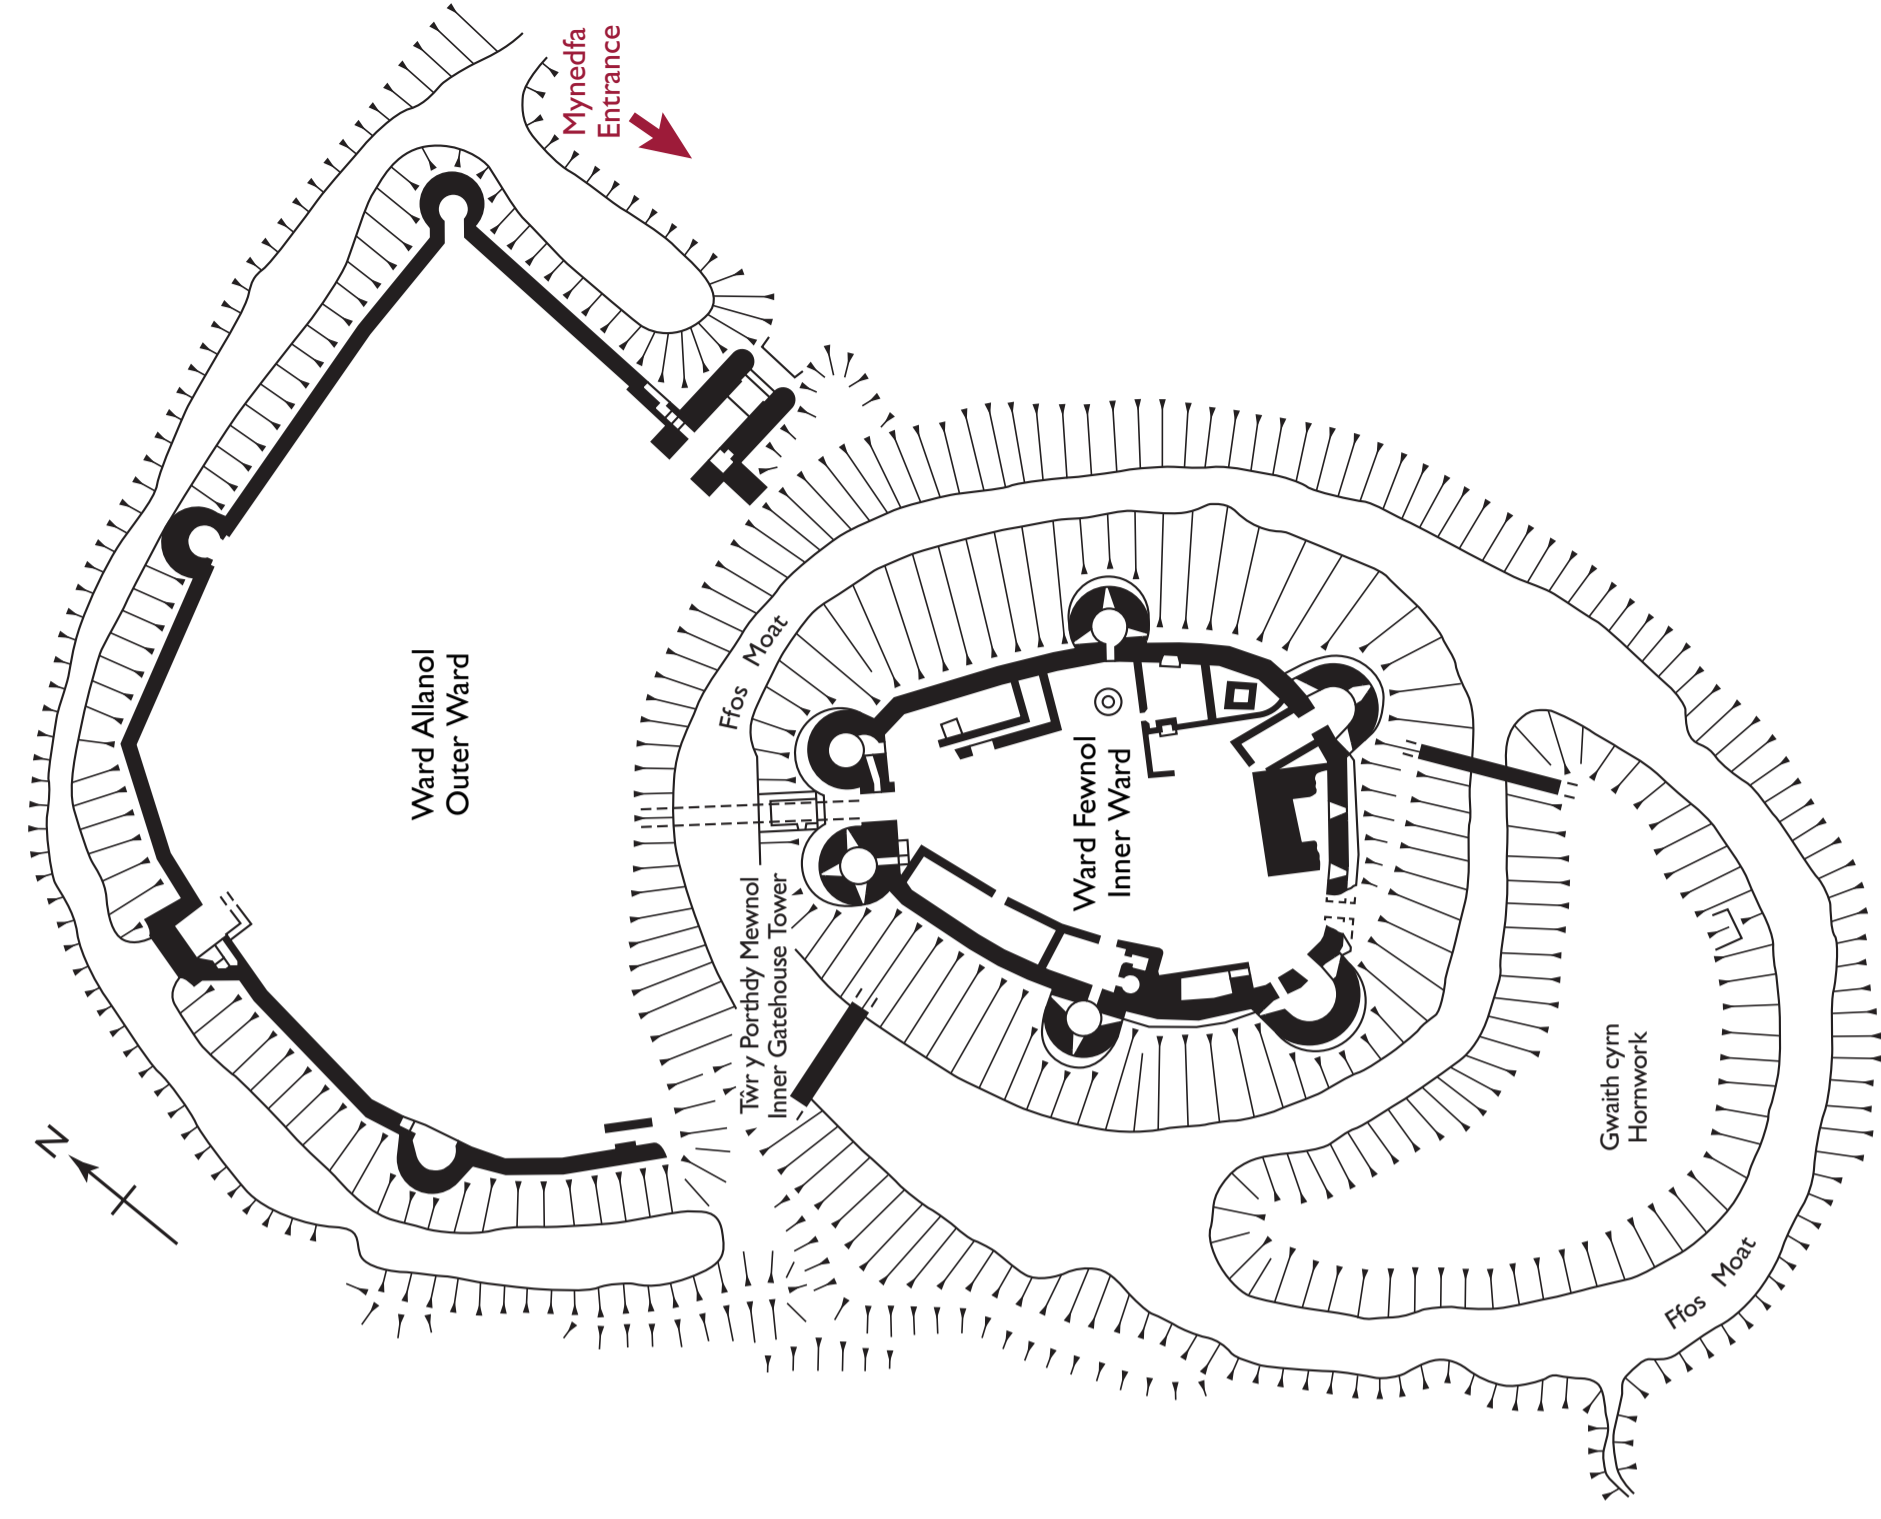 Mynedfa
Entrance
Ward Allanol
Outer Ward
Ffos Moat
Ward Fewnol
Inner Ward
Tŵr y Porthdy Mewnol
Inner Gatehouse Tower
Gwaith cyrn
Hornwork
Ffos Moat
N